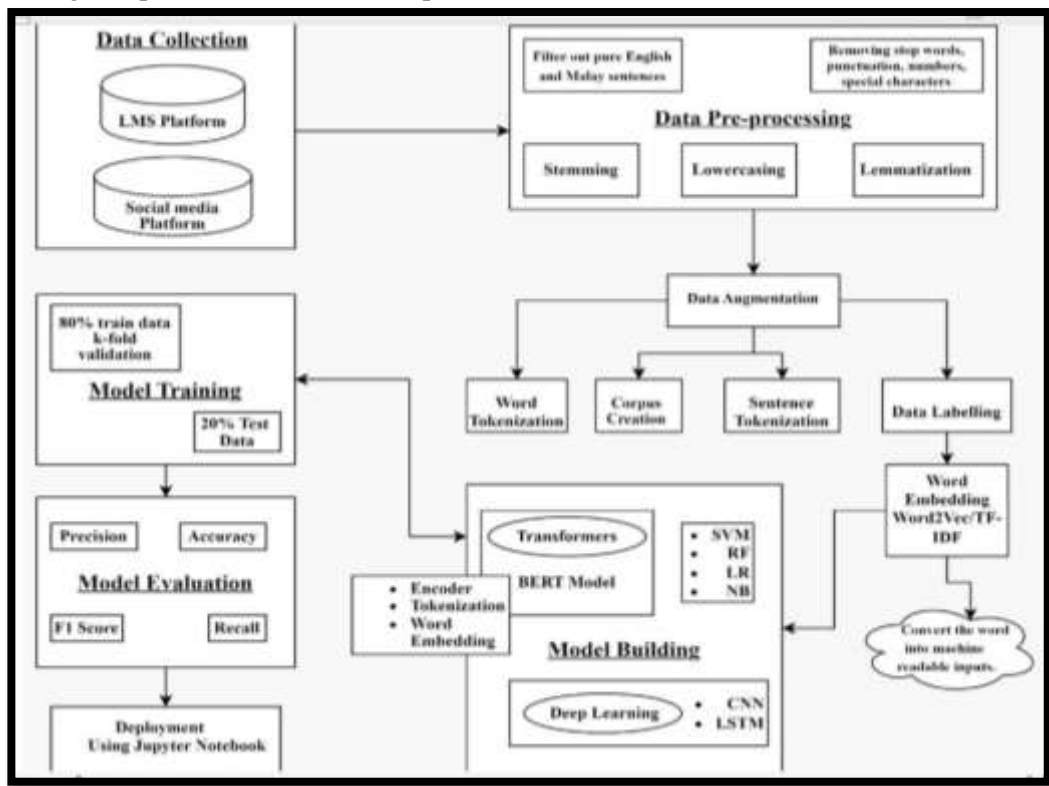 Data Collection
LMS Platform
Social media
Platform
Filter out pure English
and Malay sentences
Removing stop words,
punctuation, numbers,
special characters
Data Pre-processing
Stemming
Lowercasing
Lemmatization
Data Augmentation
Word
Tokenization
Corpus
Creation
Sentence
Tokenization
Data Labelling
Word
Embedding
Word2Vec/TF-
IDF
Convert the word
into machine
readable inputs.
80% train data
k-fold
validation
Model Training
20% Test
Data
Precision
Accuracy
Model Evaluation
F1 Score
Recall
Deployment
Using Jupyter Notebook
Transformers
BERT Model
• SVM
• RF
• LR
• NB
• Encoder
• Tokenization
• Word
Embedding
Model Building
Deep Learning
• CNN
• LSTM